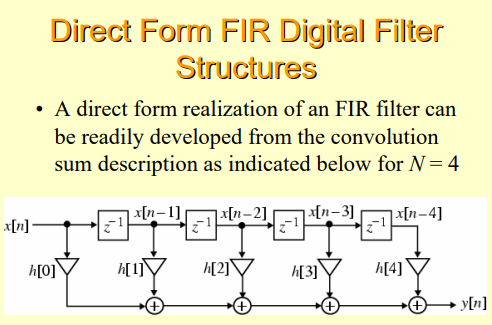 Direct Form FIR Digital Filter
Structures
• A direct form realization of an FIR filter can
be readily developed from the convolution
sum description as indicated below for N = 4
x[n] z⁻¹ x[n−1] z⁻¹ x[n−2] z⁻¹ x[n−3] z⁻¹ x[n−4]
h[0] h[1] h[2] h[3] h[4]
+ + + + y[n]